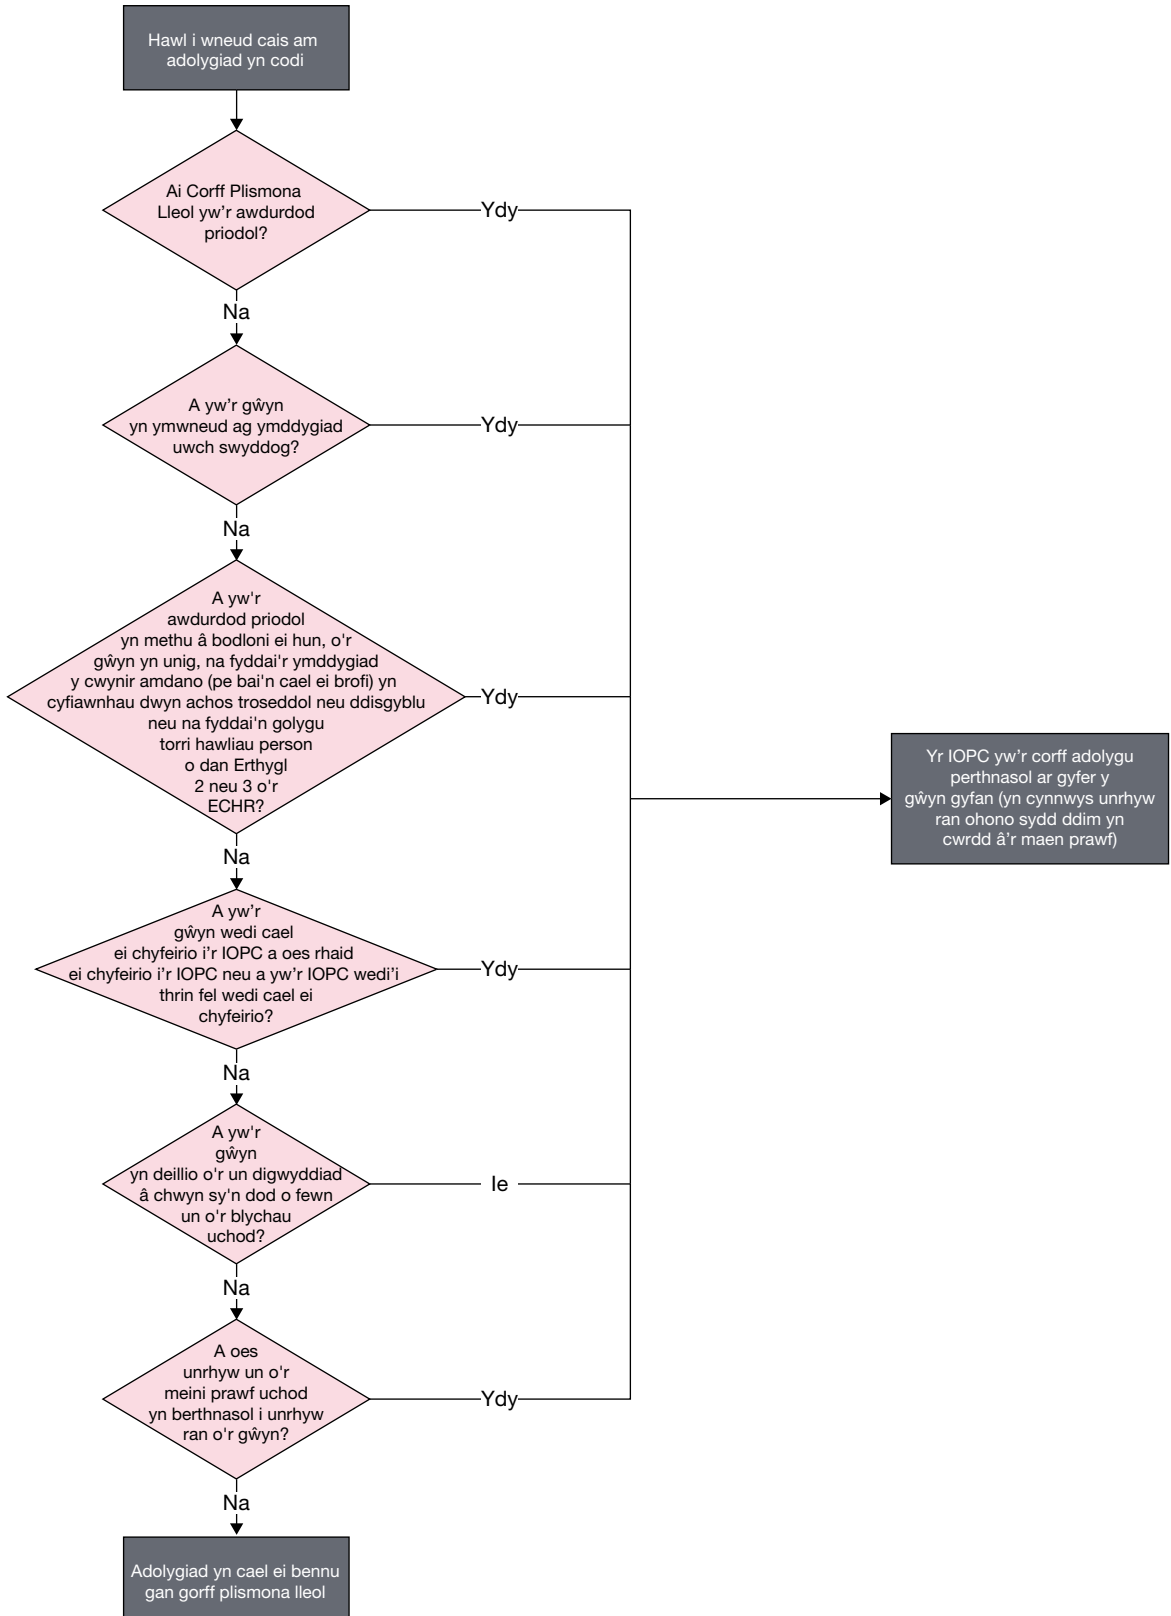 Hawl i wneud cais am
adolygiad yn codi
Ai Corff Plismona
Lleol yw’r awdurdod
priodol?
Ydy
Na
A yw’r gŵyn
yn ymwneud ag ymddygiad
uwch swyddog?
Ydy
Na
A yw'r
awdurdod priodol
yn methu â bodloni ei hun, o'r
gŵyn yn unig, na fyddai'r ymddygiad
y cwynir amdano (pe bai'n cael ei brofi) yn
cyfiawnhau dwyn achos troseddol neu ddisgyblu
neu na fyddai'n golygu
torri hawliau person
o dan Erthygl
2 neu 3 o'r
ECHR?
Ydy
Na
Yr IOPC yw’r corff adolygu
perthnasol ar gyfer y
gŵyn gyfan (yn cynnwys unrhyw
ran ohono sydd ddim yn
cwrdd â’r maen prawf)
A yw’r
gŵyn wedi cael
ei chyfeirio i’r IOPC a oes rhaid
ei chyfeirio i’r IOPC neu a yw’r IOPC wedi’i
thrin fel wedi cael ei
chyfeirio?
Ydy
Na
A yw'r
gŵyn
yn deillio o'r un digwyddiad
â chwyn sy'n dod o fewn
un o'r blychau
uchod?
Ie
Na
A oes
unrhyw un o'r
meini prawf uchod
yn berthnasol i unrhyw
ran o'r gŵyn?
Ydy
Na
Adolygiad yn cael ei bennu
gan gorff plismona lleol